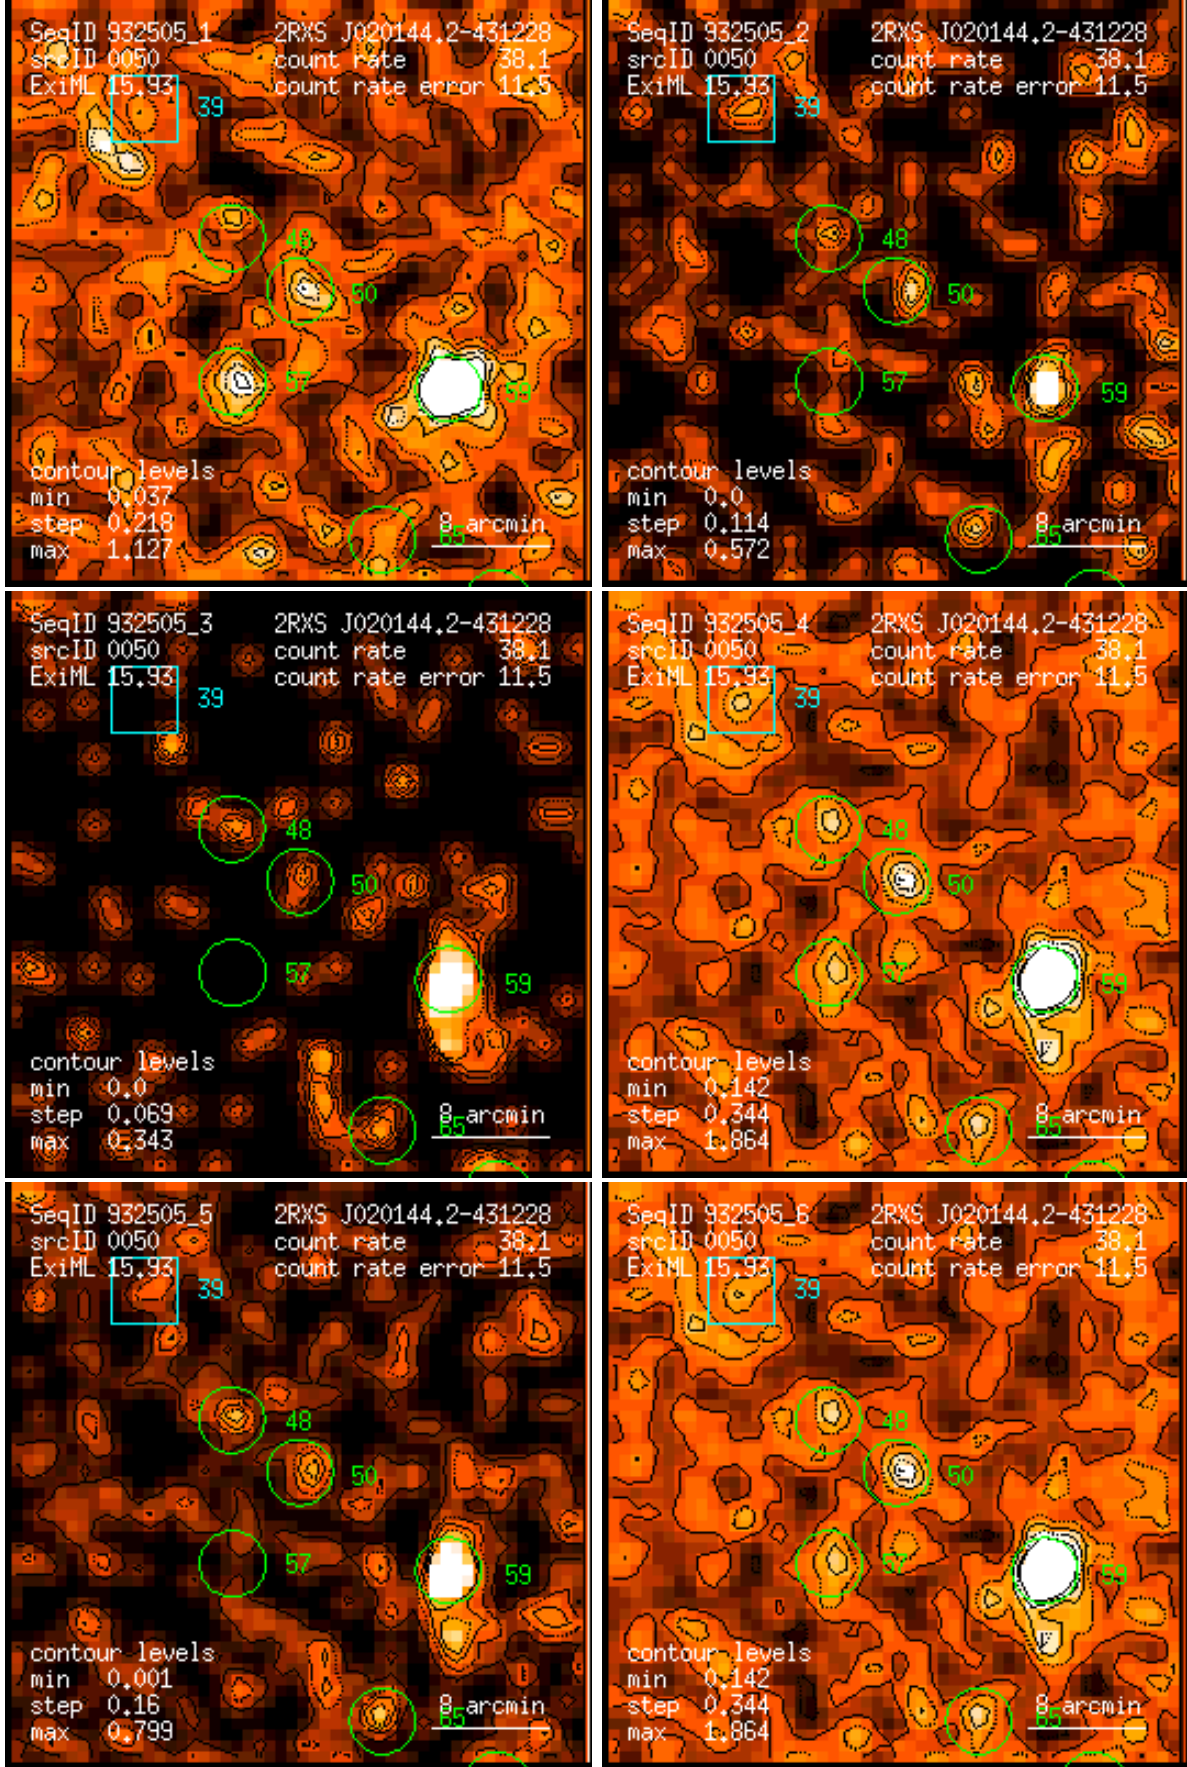 SeqID 932505_1 2RXS J020144.2-431228
srcID 0050 count rate 38.1
ExiML 15.93 count rate error 11.5
39
48
50
57
59
contour levels
min 0.037
step 0.218
max 1.127
8 arcmin
65
SeqID 932505_2 2RXS J020144.2-431228
srcID 0050 count rate 38.1
ExiML 15.93 count rate error 11.5
39
48
50
57
59
contour levels
min 0.0
step 0.114
max 0.572
8 arcmin
65
SeqID 932505_3 2RXS J020144.2-431228
srcID 0050 count rate 38.1
ExiML 15.93 count rate error 11.5
39
48
50
57
59
contour levels
min 0.0
step 0.069
max 0.343
8 arcmin
65
SeqID 932505_4 2RXS J020144.2-431228
srcID 0050 count rate 38.1
ExiML 15.93 count rate error 11.5
39
48
50
57
59
contour levels
min 0.142
step 0.344
max 1.864
8 arcmin
65
SeqID 932505_5 2RXS J020144.2-431228
srcID 0050 count rate 38.1
ExiML 15.93 count rate error 11.5
39
48
50
57
59
contour levels
min 0.001
step 0.16
max 0.799
8 arcmin
65
SeqID 932505_6 2RXS J020144.2-431228
srcID 0050 count rate 38.1
ExiML 15.93 count rate error 11.5
39
48
50
57
59
contour levels
min 0.142
step 0.344
max 1.864
8 arcmin
65